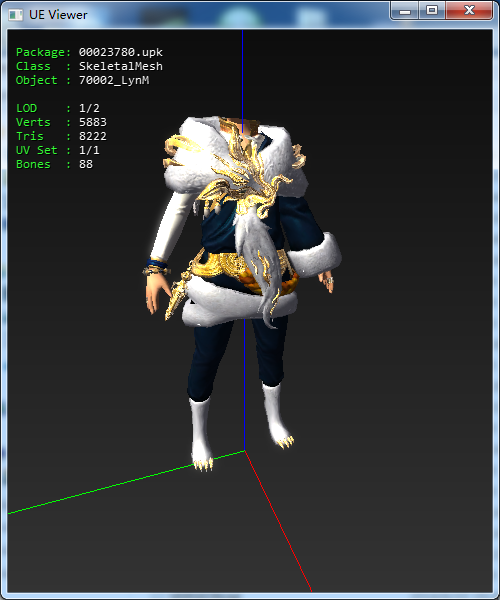 UE Viewer
Package: 00023780.upk
Class  : SkeletalMesh
Object : 70002_LynM
LOD    : 1/2
Verts  : 5883
Tris   : 8222
UV Set : 1/1
Bones  : 88